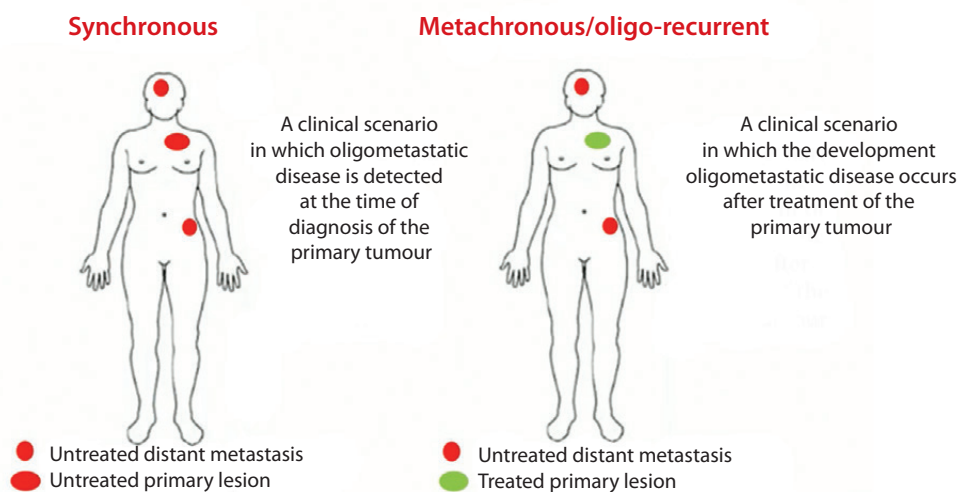 Synchronous
A clinical scenario
in which oligometastatic
disease is detected
at the time of
diagnosis of the
primary tumour
Untreated distant metastasis
Untreated primary lesion
Metachronous/oligo-recurrent
A clinical scenario
in which the development
oligometastatic disease occurs
after treatment of the
primary tumour
Untreated distant metastasis
Treated primary lesion